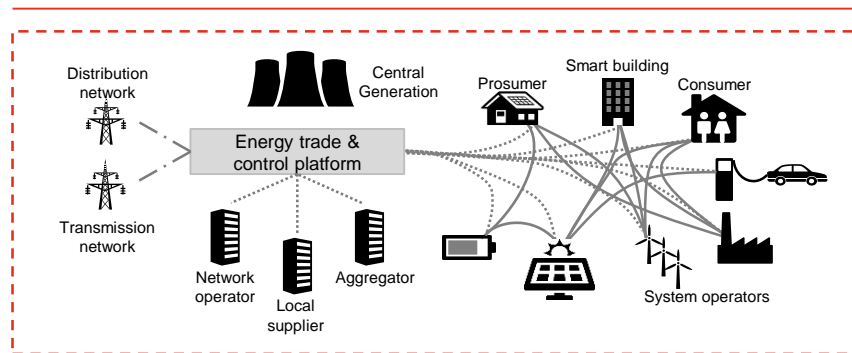 Distribution
network
Central
Generation
Prosumer
Smart building
Consumer
Energy trade &
control platform
Transmission
network
Network
operator
Local
supplier
Aggregator
System operators